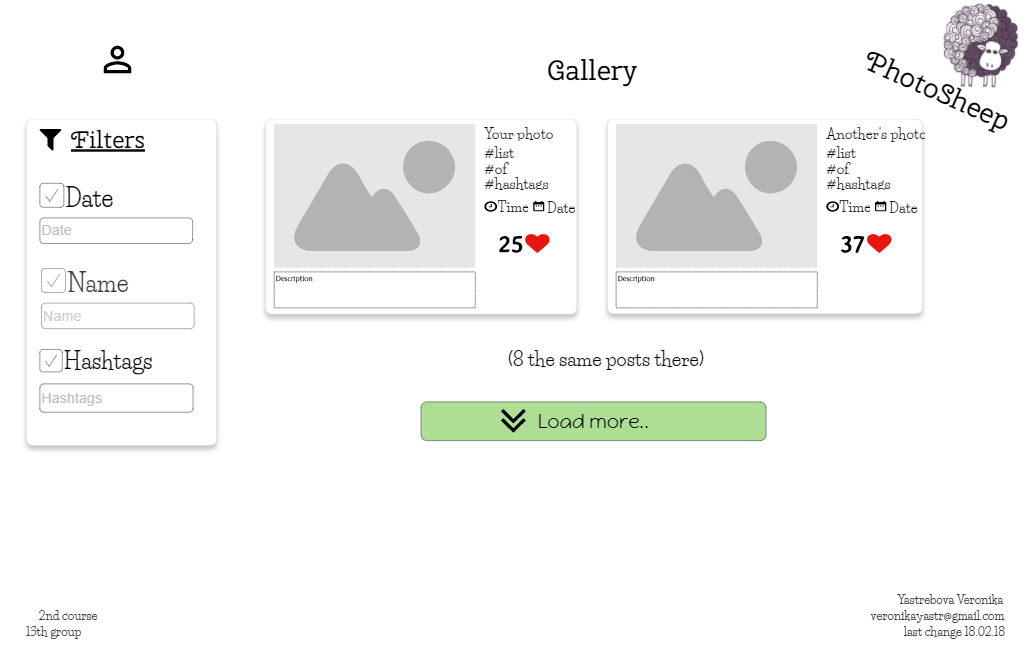 Gallery
PhotoSheep
Filters
Date
Date
Name
Name
Hashtags
Hashtags
Your photo
#list
#of
#hashtags
Time Date
25
Description
Another's photo
#list
#of
#hashtags
Time Date
37
Description
(8 the same posts there)
Load more..
2nd course
13th group
Yastrebova Veronika
veronikayastr@gmail.com
last change 18.02.18